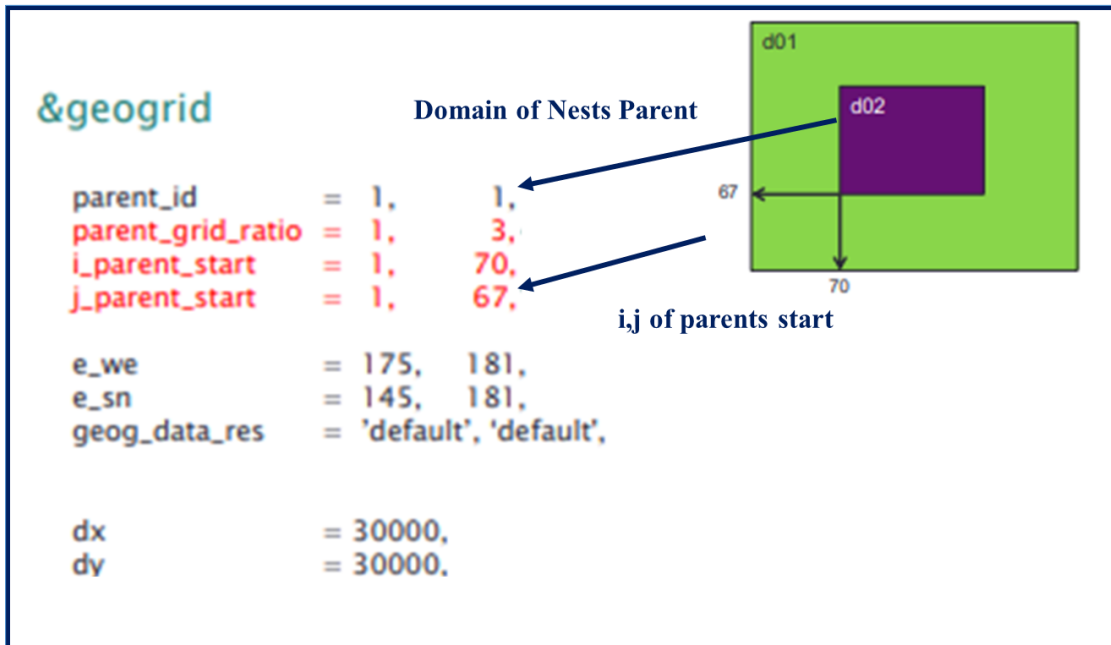 &geogrid
Domain of Nests Parent
d01
d02
67
70
parent_id = 1, 1,
parent_grid_ratio = 1, 3,
i_parent_start = 1, 70,
j_parent_start = 1, 67,
i,j of parents start
e_we = 175, 181,
e_sn = 145, 181,
geog_data_res = 'default', 'default',
dx = 30000,
dy = 30000,